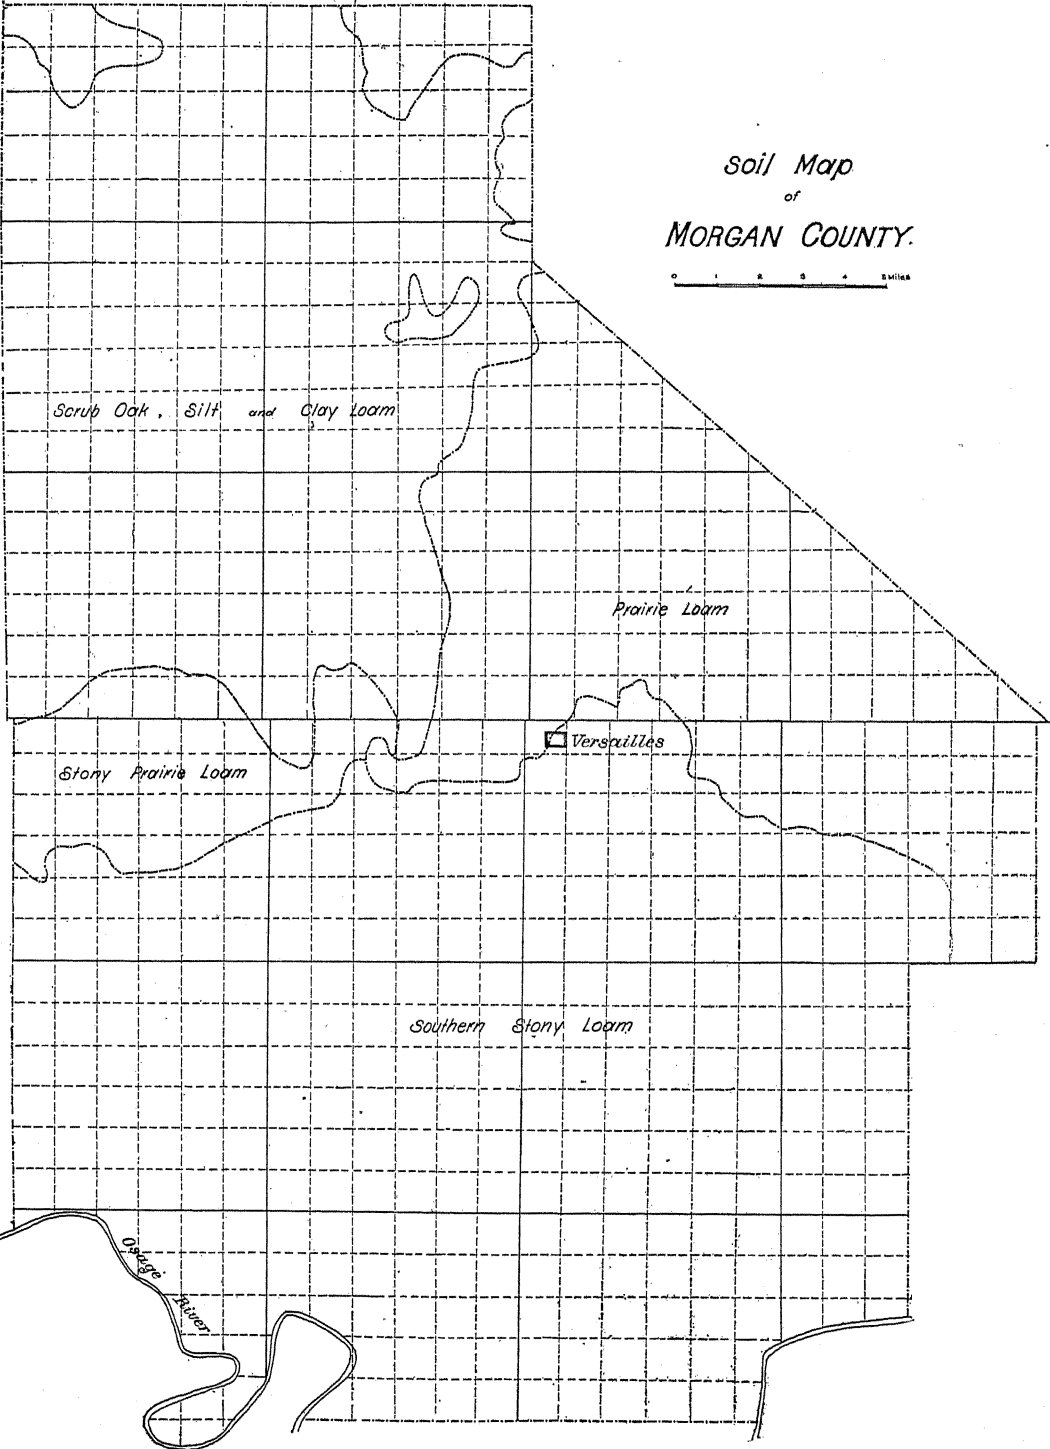 Soil Map
of
MORGAN COUNTY.
0 1 2 3 4 5 Miles
Scrub Oak, Silt and Clay Loam
Prairie Loam
Versailles
Stony Prairie Loam
Southern Stony Loam
Osage River